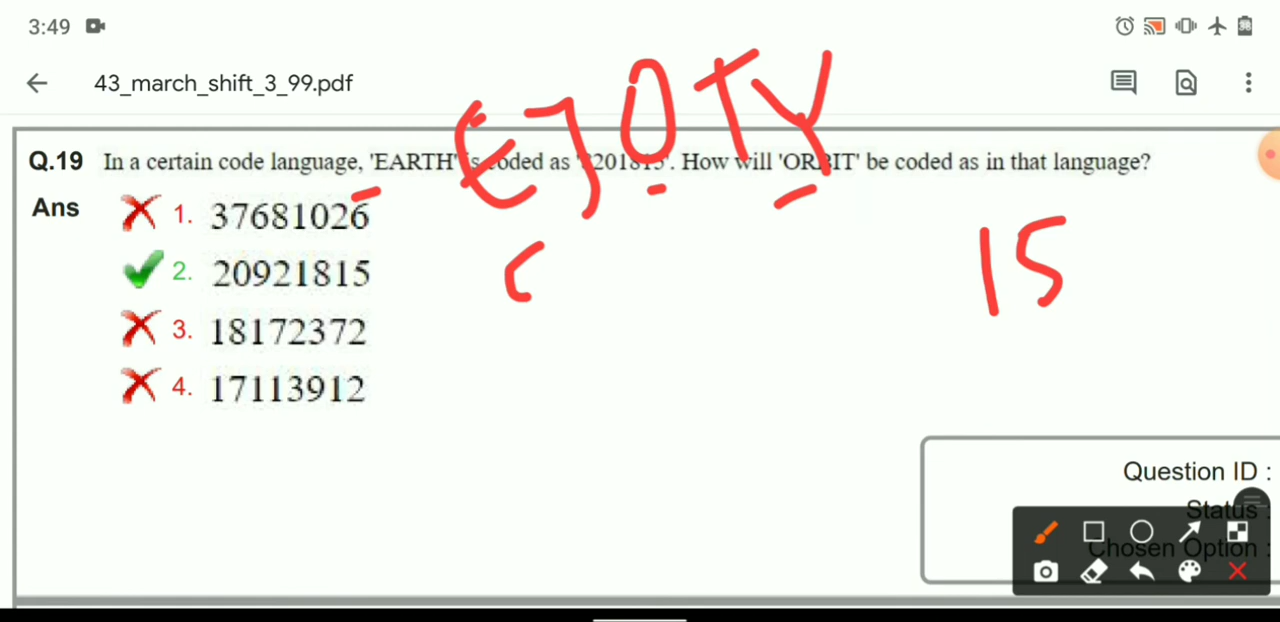 3:49
43_march_shift_3_99.pdf
EJOTY
Q.19 In a certain code language, 'EARTH' is coded as 201815'. How will 'ORBIT' be coded as in that language?
Ans 1. 37681026
2. 20921815
3. 18172372
4. 17113912
15
Question ID :
Status :
Chosen Option :